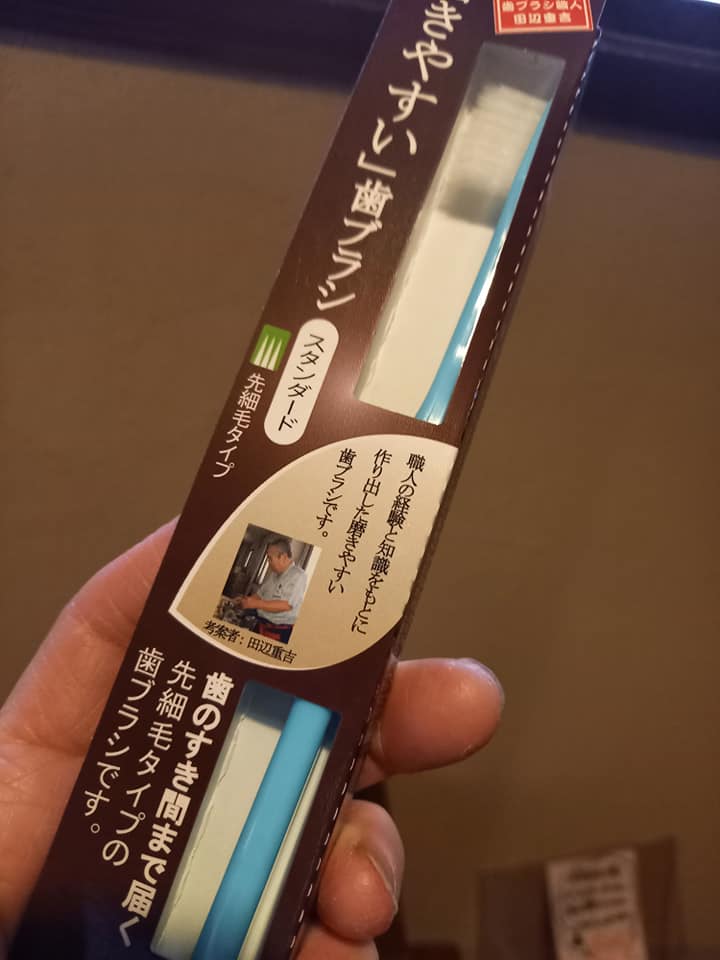 歯ブラシ職人
田辺重吉
きやすい」歯ブラシ
スタンダード
先細毛タイプ
職人の経験と知識をもとに
作り出した磨きやすい
歯ブラシです。
考案者：田辺重吉
歯のすき間まで届く
先細毛タイプの
歯ブラシです。